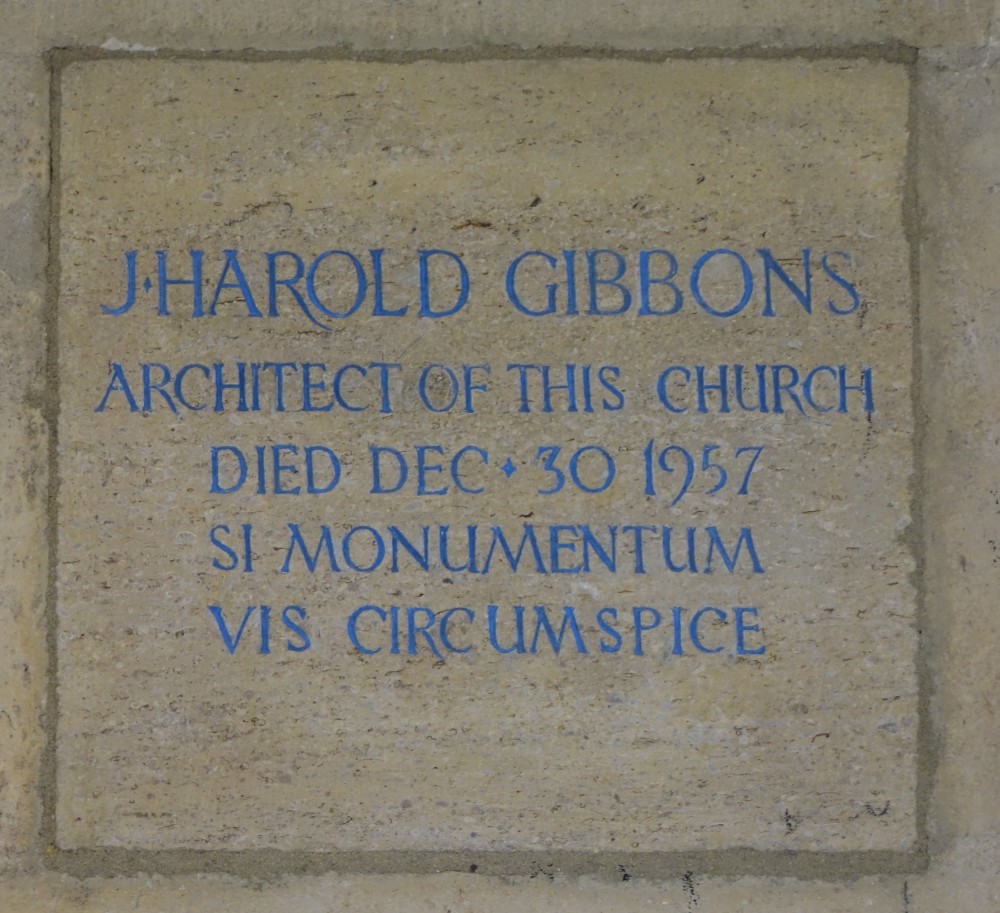 J·HAROLD GIBBONS
ARCHITECT OF THIS CHURCH
DIED DEC· 30 1957
SI MONUMENTUM
VIS CIRCUMSPICE